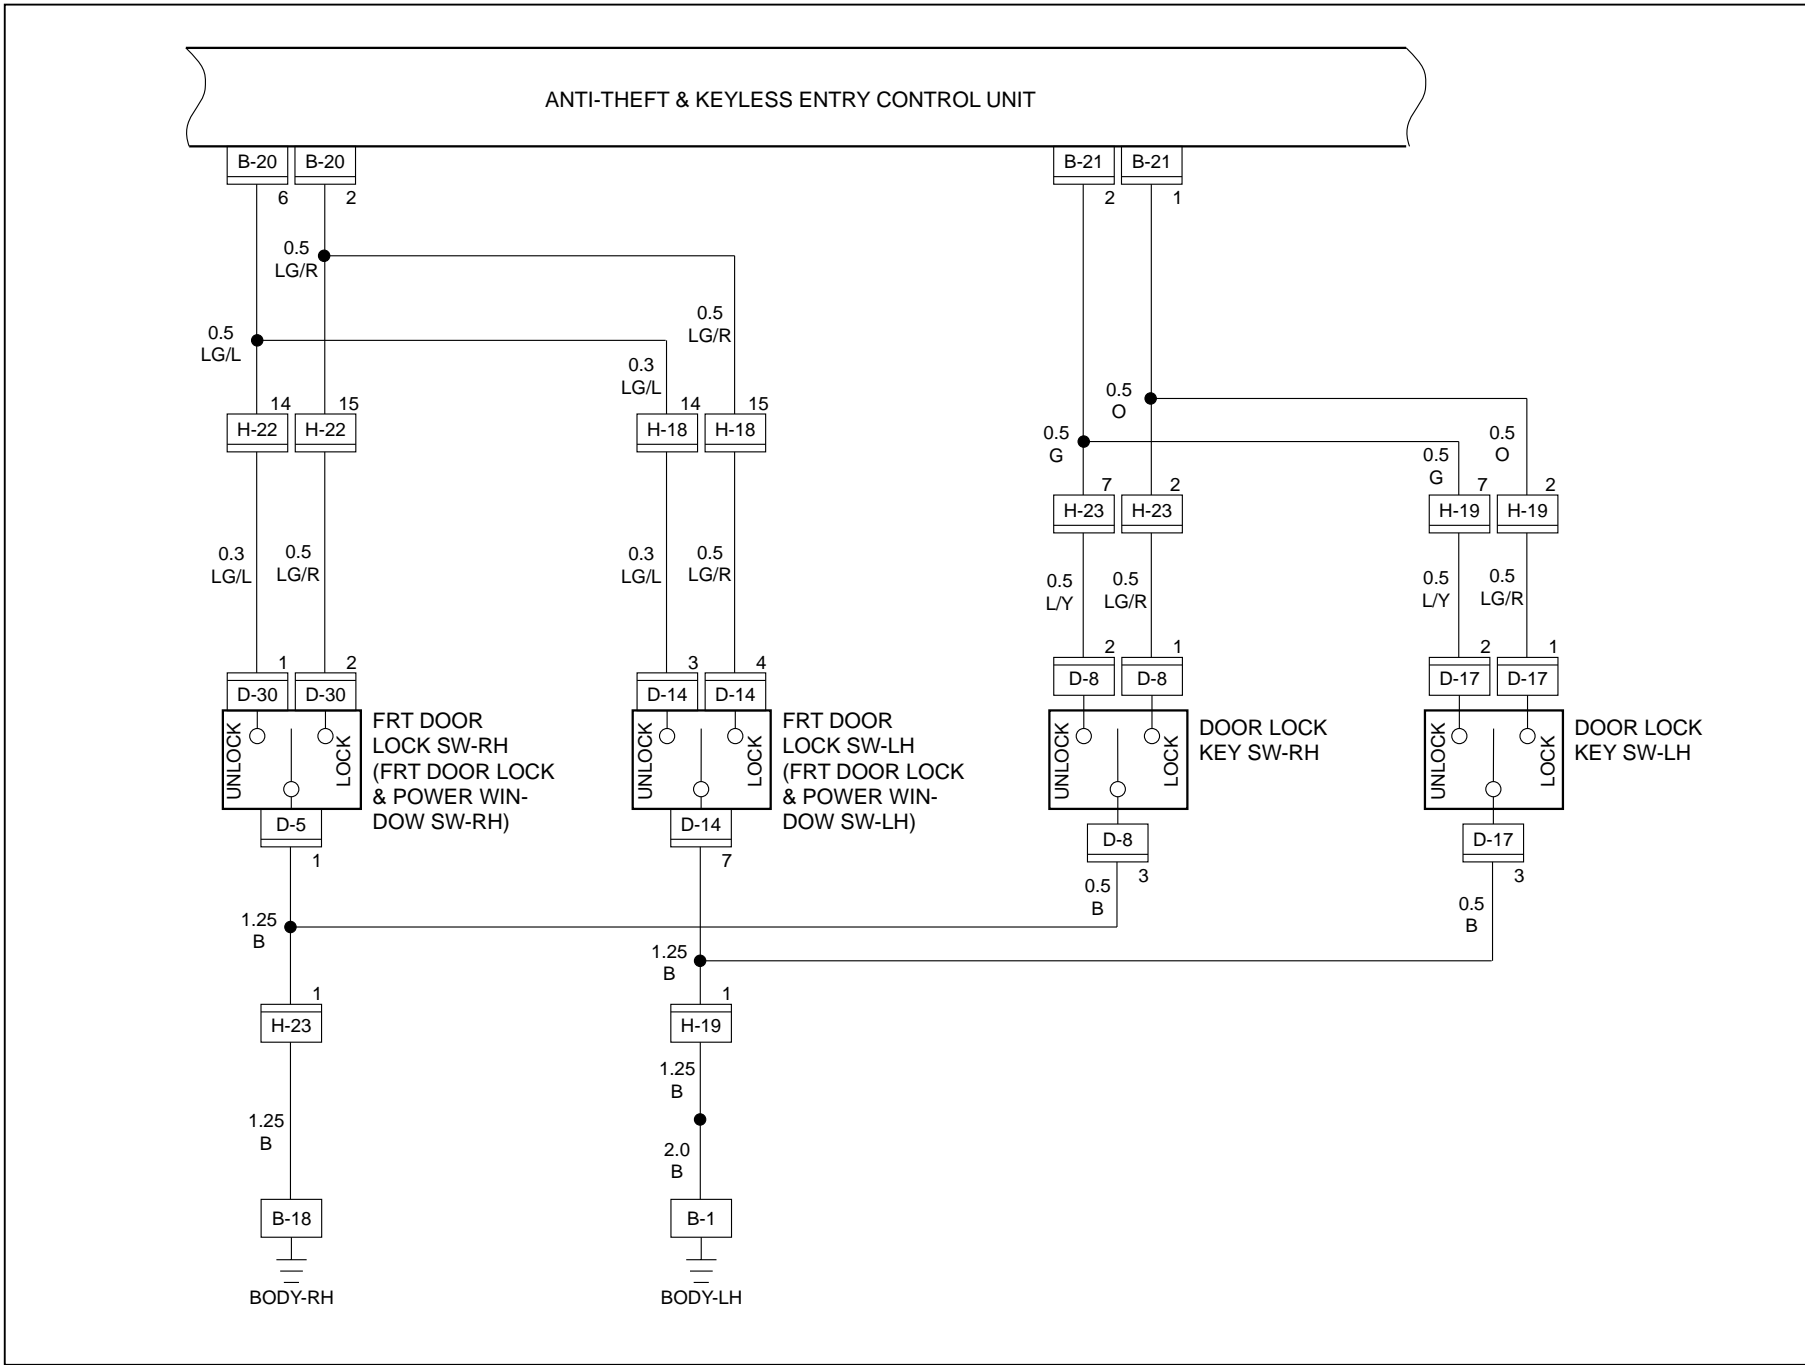 ANTI-THEFT & KEYLESS ENTRY CONTROL UNIT
B-20 B-20 B-21 B-21
6 2 2 1
0.5
LG/R
0.5
LG/R
0.5
LG/L
0.3
LG/L
0.5
O
0.5
G
0.5
O
0.5
G
14 15 14 15
H-22 H-22 H-18 H-18
7 2 7 2
H-23 H-23 H-19 H-19
0.3
LG/L
0.5
LG/R
0.3
LG/L
0.5
LG/R
0.5
L/Y
0.5
LG/R
0.5
L/Y
0.5
LG/R
1 2 3 4 2 1 2 1
D-30 D-30 D-14 D-14 D-8 D-8 D-17 D-17
UNLOCK
LOCK
FRT DOOR
LOCK SW-RH
(FRT DOOR LOCK
& POWER WIN-
DOW SW-RH)
UNLOCK
LOCK
FRT DOOR
LOCK SW-LH
(FRT DOOR LOCK
& POWER WIN-
DOW SW-LH)
UNLOCK
LOCK
DOOR LOCK
KEY SW-RH
UNLOCK
LOCK
DOOR LOCK
KEY SW-LH
D-5 D-14 D-8 D-17
1 7 3 3
0.5
B
0.5
B
1.25
B
1.25
B
1 1
H-23 H-19
1.25
B
1.25
B
2.0
B
B-18 B-1
BODY-RH BODY-LH